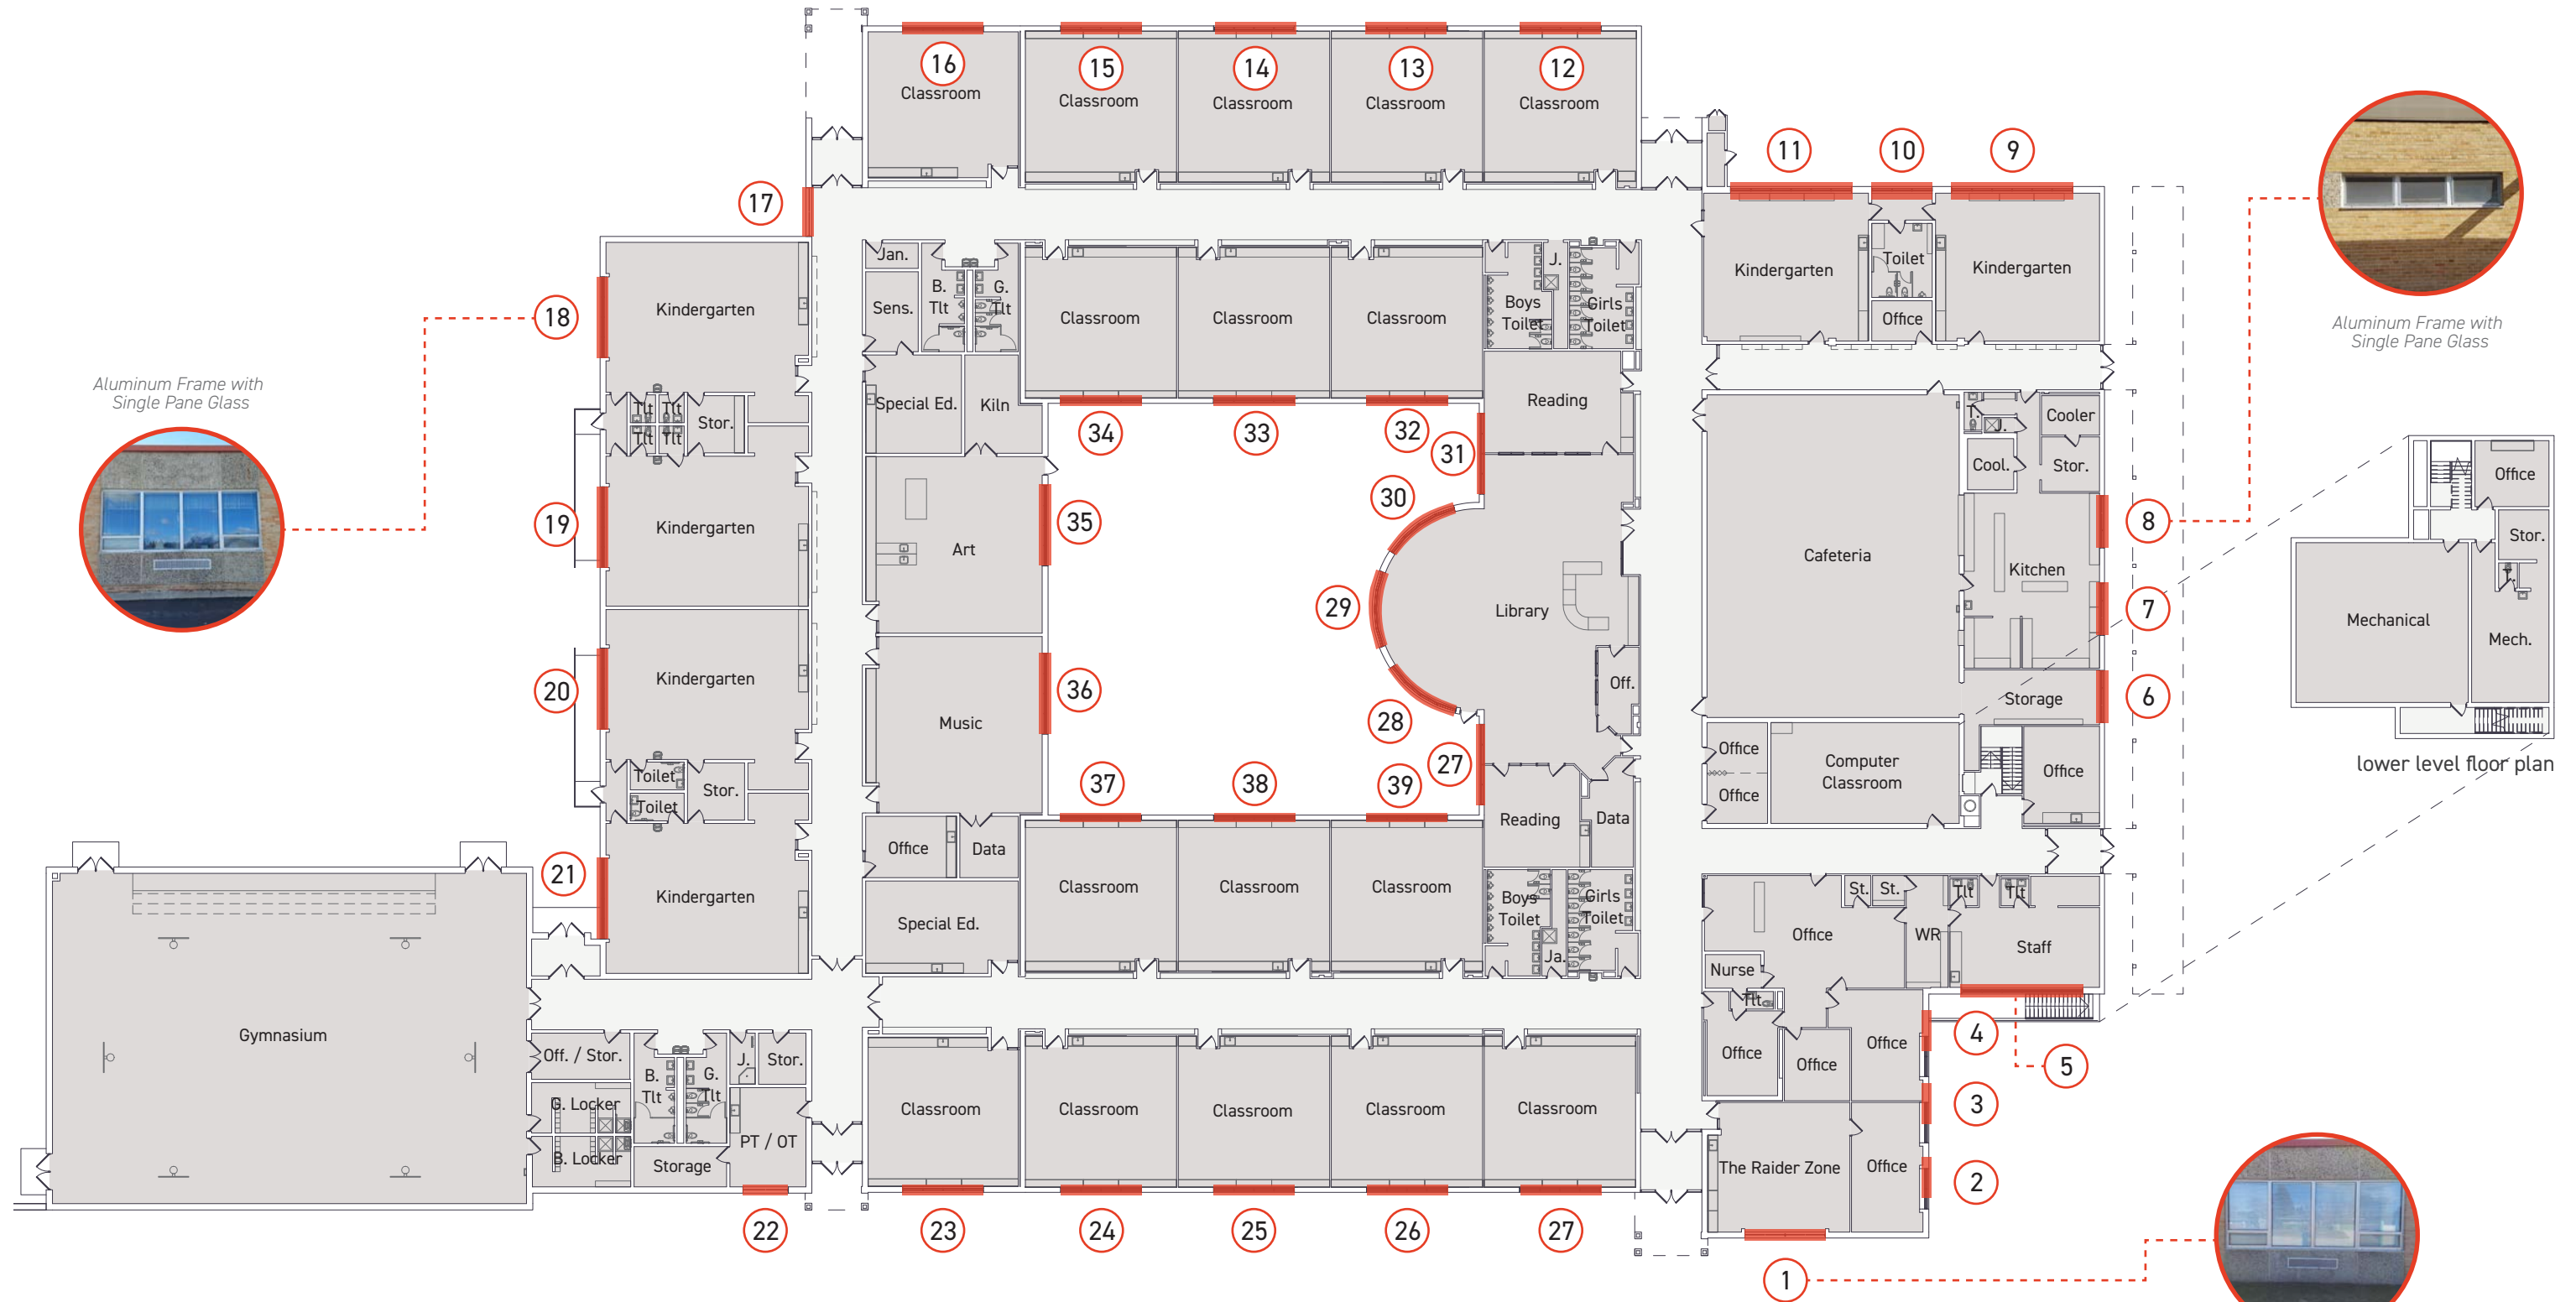 16
15
14
13
12
Classroom
Classroom
Classroom
Classroom
Classroom
11
10
9
17
Jan.
Sens.
B.
Tlt
G.
Tlt
Classroom
Classroom
Classroom
Boys
Toilet
J.
Girls
Toilet
Kindergarten
Toilet
Office
Kindergarten
Aluminum Frame with
Single Pane Glass
18
Kindergarten
Aluminum Frame with
Single Pane Glass
Tlt
Tlt
Tlt
Tlt
Stor.
Special Ed.
Kiln
34
33
32
31
Reading
T.
J.
Cooler
Cool.
Stor.
19
Kindergarten
Art
35
30
29
28
27
Library
Off.
Cafeteria
Kitchen
Storage
8
7
6
Office
Stor.
T.
Mechanical
Mech.
lower level floor plan
20
Kindergarten
Music
36
Toilet
Toilet
Stor.
37
38
39
Reading
Data
Office
Office
Computer
Classroom
Office
21
Kindergarten
Office
Data
Special Ed.
Classroom
Classroom
Classroom
Boys
Toilet
Ja.
Girls
Toilet
St.
St.
Tlt
Tlt
Office
WR
Staff
Nurse
Tlt
Office
Office
Office
4
5
3
2
Gymnasium
Off. / Stor.
G. Locker
B. Locker
B.
Tlt
G.
Tlt
J.
Stor.
PT / OT
Storage
Classroom
Classroom
Classroom
Classroom
Classroom
The Raider Zone
Office
22
23
24
25
26
27
1